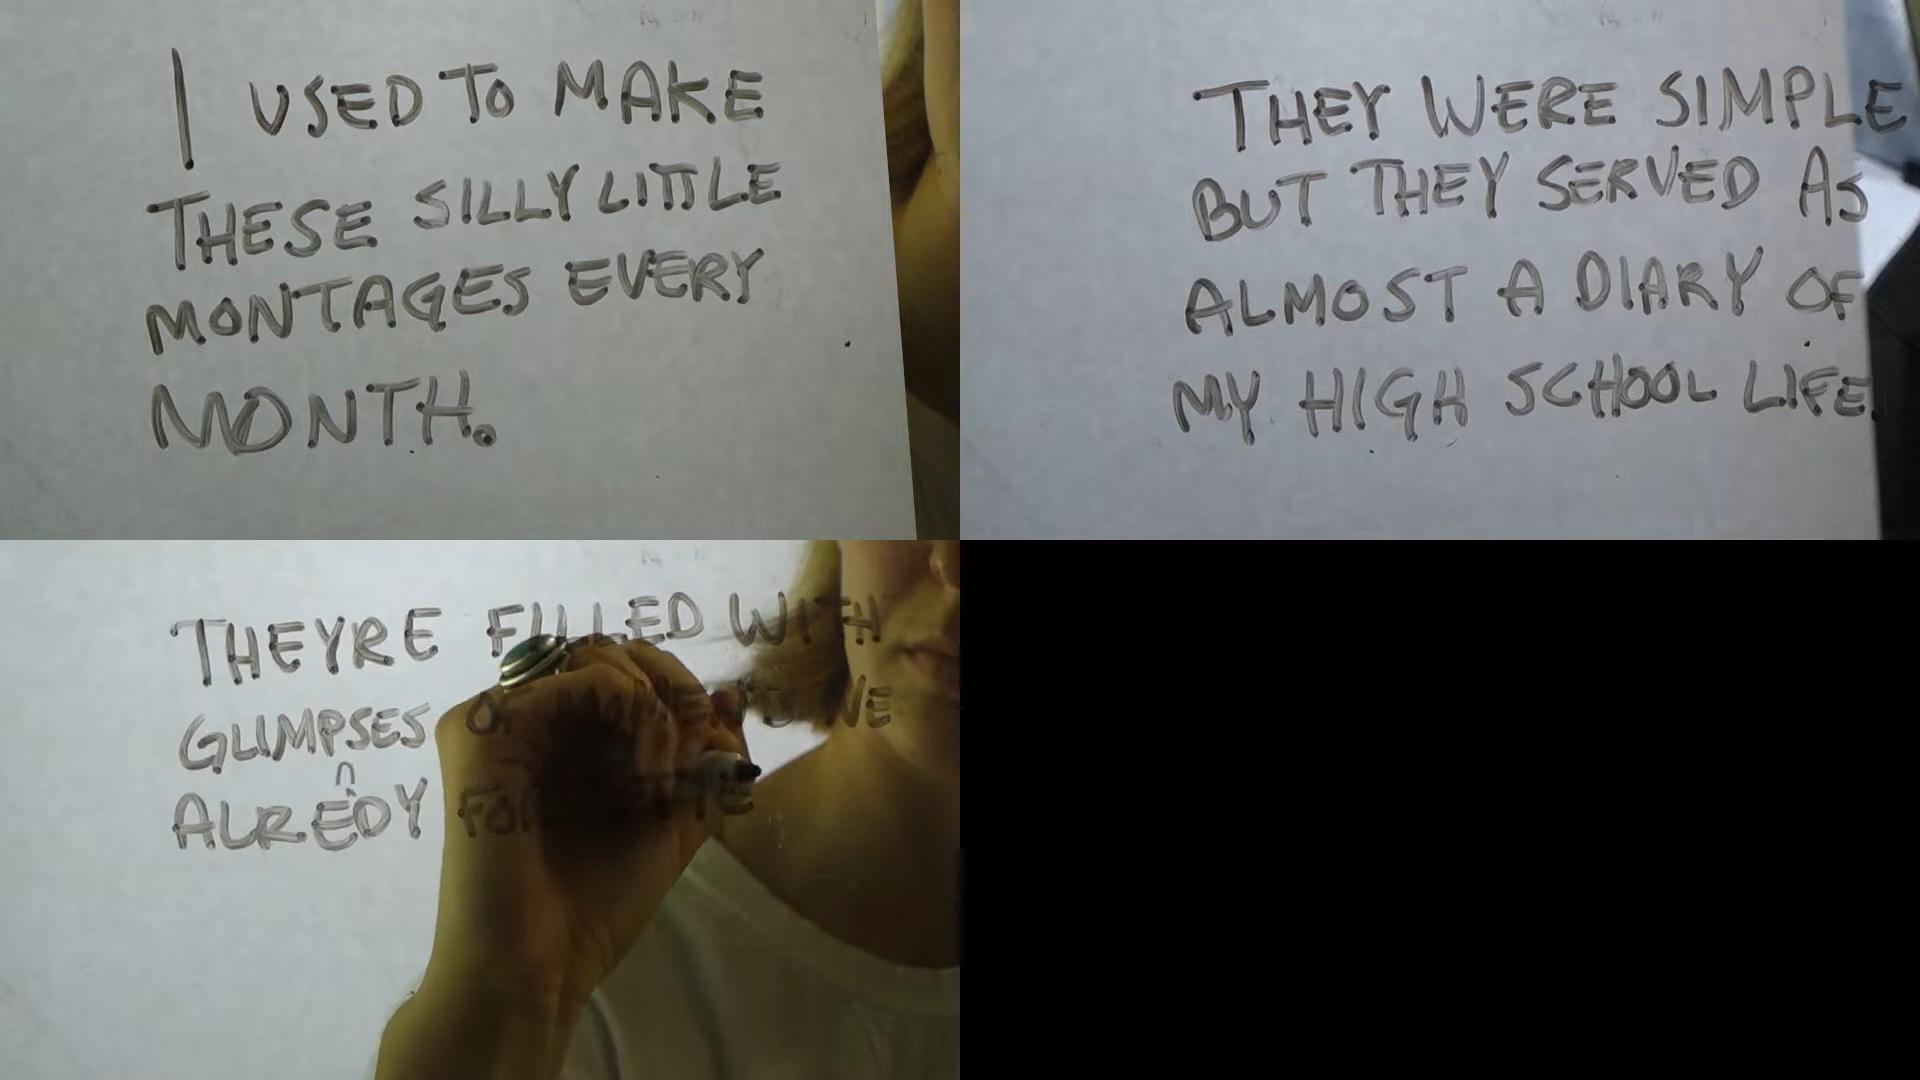 I USED TO MAKE
THESE SILLY LITTLE
MONTAGES EVERY
MONTH.
THEY WERE SIMPLE
BUT THEY SERVED AS
ALMOST A DIARY OF
MY HIGH SCHOOL LIFE.
THEYRE FILLED WITH
GLIMPSES
ALREDY